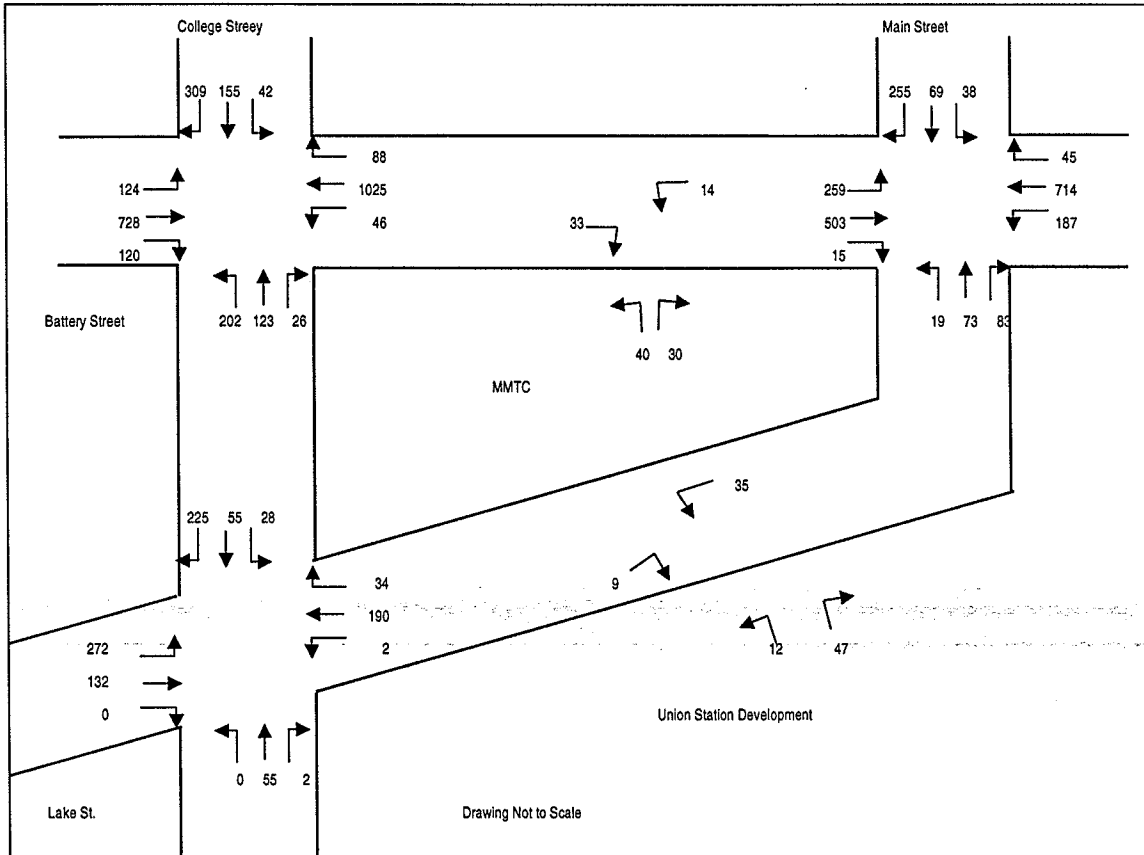 College Streey Main Street
309 155 42 255 69 38
88 45
124 1025 14 259 714
728 46 33 503 187
120 15
Battery Street 202 123 26 19 73 83
40 30
MMTC
35
225 55 28
9
34
190
272 2 12 47
132
0 Union Station Development
0 55 2
Lake St. Drawing Not to Scale